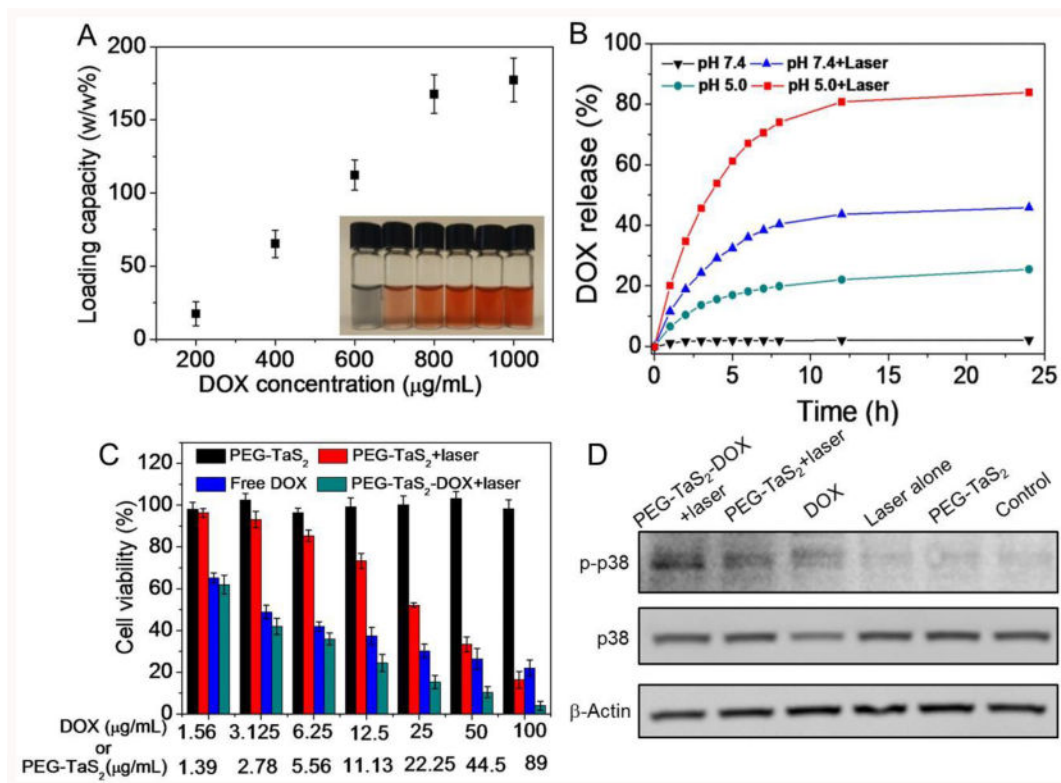 A
Loading capacity (w/w%)
200
150
100
50
0
200 400 600 800 1000
DOX concentration (μg/mL)
B
DOX release (%)
100
80
60
40
20
0
pH 7.4 pH 7.4+Laser
pH 5.0 pH 5.0+Laser
0 5 10 15 20 25
Time (h)
C
Cell viability (%)
120
100
80
60
40
20
0
PEG-TaS₂ PEG-TaS₂+laser
Free DOX PEG-TaS₂-DOX+laser
DOX (μg/mL) 1.56 3.125 6.25 12.5 25 50 100
or
PEG-TaS₂(μg/mL) 1.39 2.78 5.56 11.13 22.25 44.5 89
D
PEG-TaS₂-DOX
+laser
PEG-TaS₂+laser
DOX
Laser alone
PEG-TaS₂
Control
p-p38
p38
β-Actin